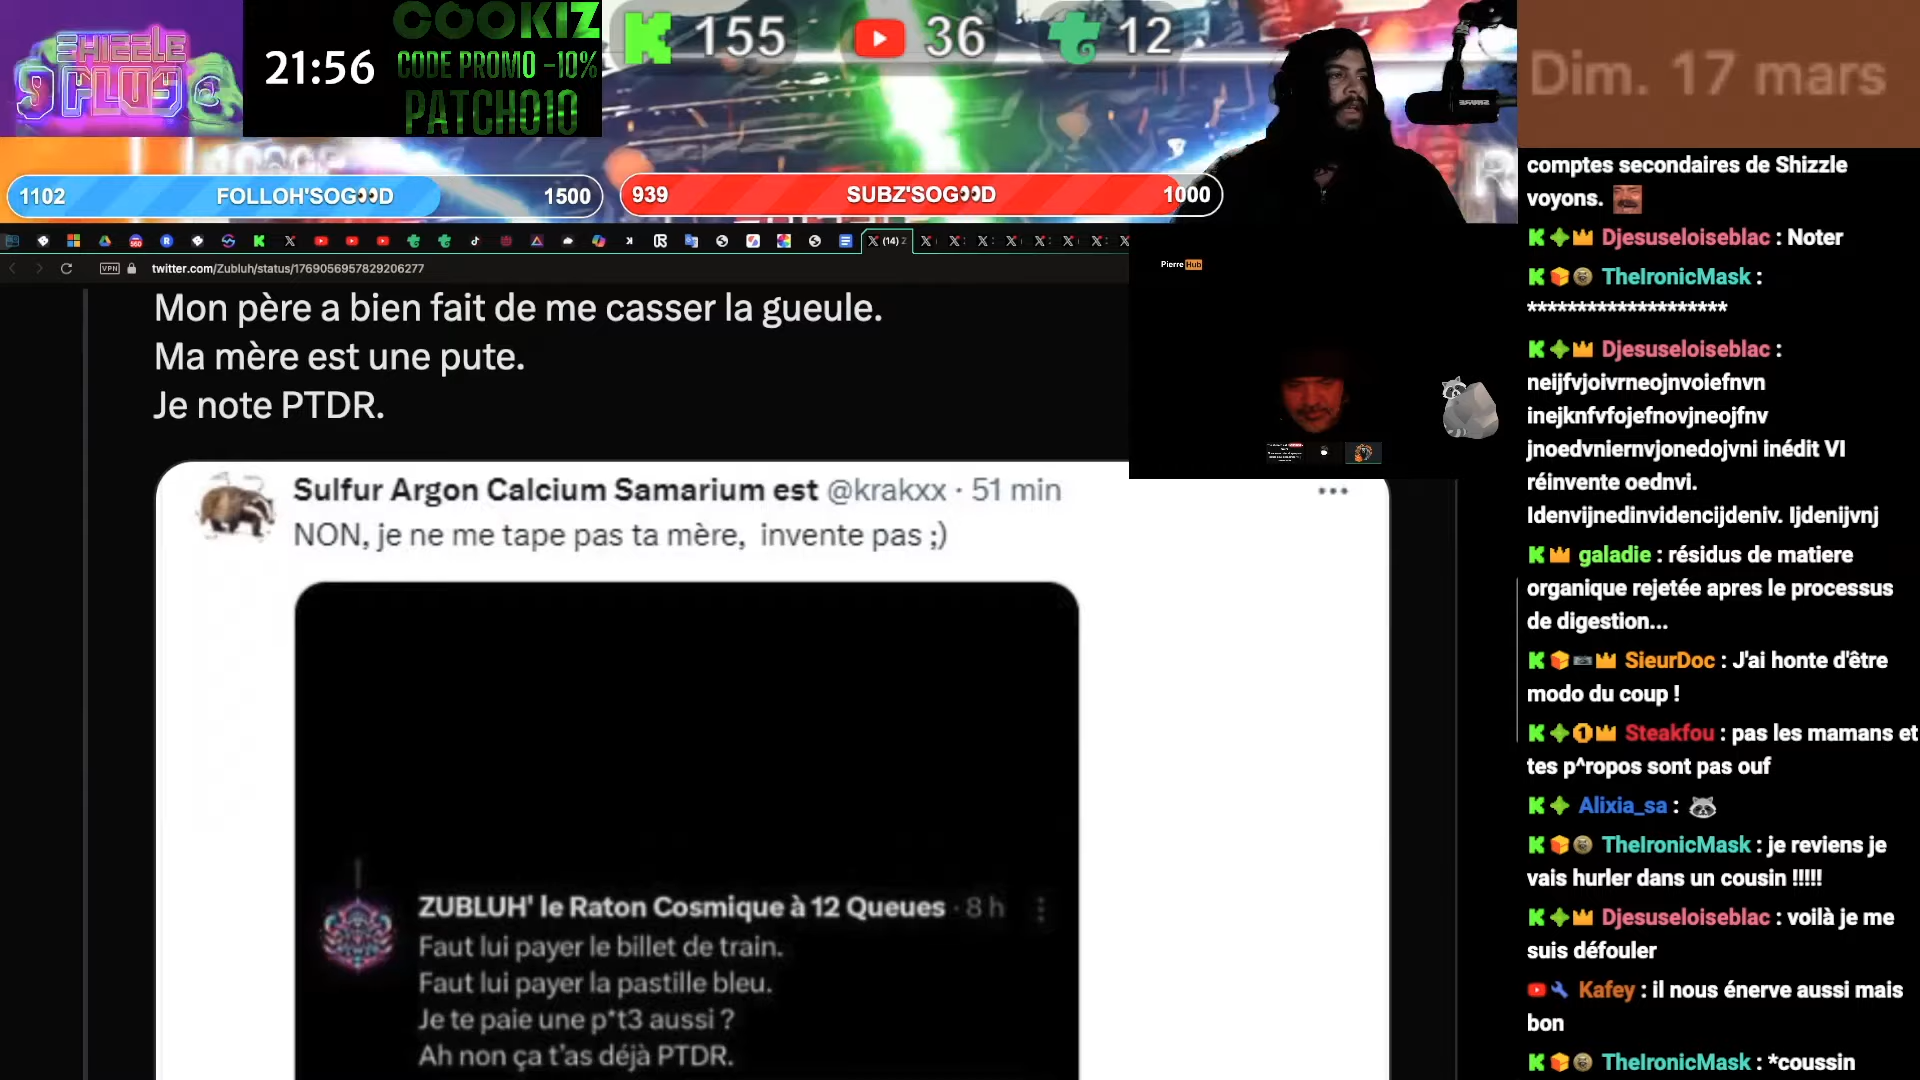 SHIZZLE
9PLUS
21:56
COOKIZ
CODE PROMO -10%
PATCHO10
155
36
12
Dim. 17 mars
1102
FOLLOH'SOG👀D
1500
939
SUBZ'SOG👀D
1000
(14) 2
VPN
twitter.com/Zubluh/status/1769056957829206277
PierreHub
Mon père a bien fait de me casser la gueule.
Ma mère est une pute.
Je note PTDR.
Sulfur Argon Calcium Samarium est @krakxx · 51 min
NON, je ne me tape pas ta mère, invente pas ;)
ZUBLUH' le Raton Cosmique à 12 Queues · 8 h
Faut lui payer le billet de train.
Faut lui payer la pastille bleu.
Je te paie une p*t3 aussi ?
Ah non ça t'as déjà PTDR.
comptes secondaires de Shizzle
voyons.
Djesuseloiseblac : Noter
TheIronicMask :
********************
Djesuseloiseblac :
neijfvjoivrneojnvoiefnvn
inejknfvfojefnovjneojfnv
jnoedvniernvjonedojvni inédit VI
réinvente oednvi.
Idenvijnedinvidencijdeniv. Ijdenijvnj
galadie : résidus de matiere
organique rejetée apres le processus
de digestion...
SieurDoc : J'ai honte d'être
modo du coup !
Steakfou : pas les mamans et
tes p^ropos sont pas ouf
Alixia_sa : 🦝
TheIronicMask : je reviens je
vais hurler dans un cousin !!!!!
Djesuseloiseblac : voilà je me
suis défouler
Kafey : il nous énerve aussi mais
bon
TheIronicMask : *coussin